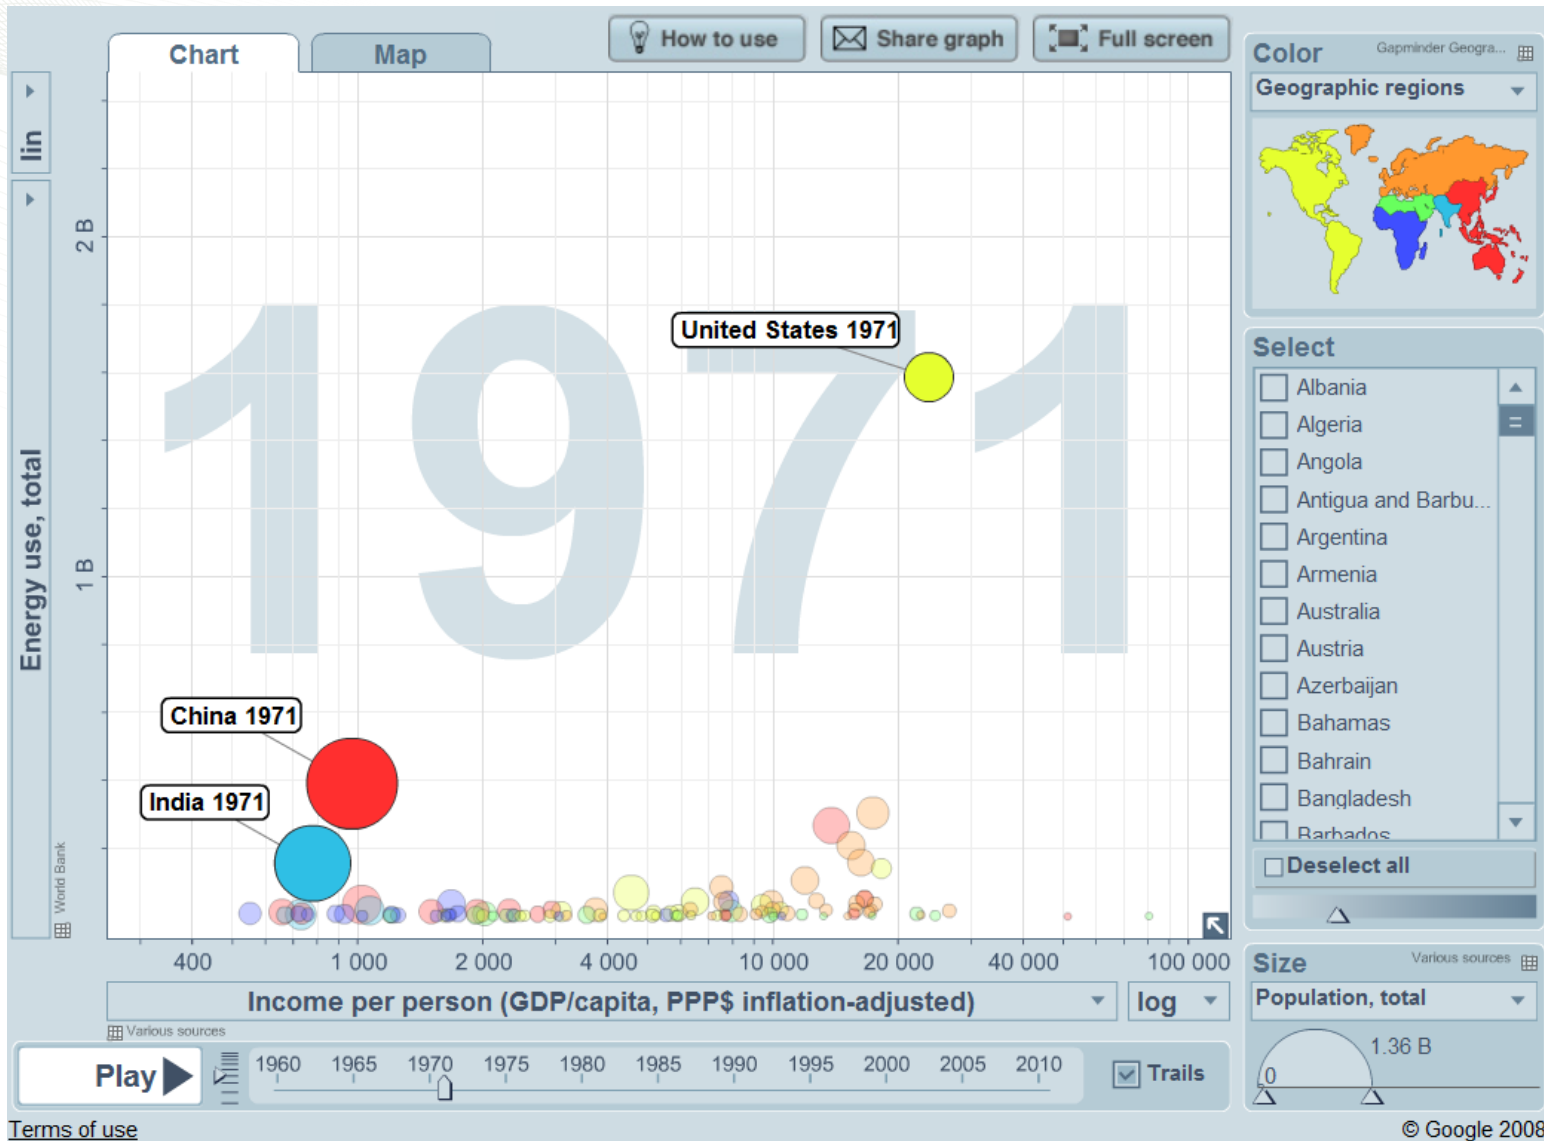 Chart
Map
How to use
Share graph
Full screen
lin
Energy use, total
World Bank
2 B
1 B
1971
United States 1971
China 1971
India 1971
400
1 000
2 000
4 000
10 000
20 000
40 000
100 000
Income per person (GDP/capita, PPP$ inflation-adjusted)
log
Various sources
Play
1960 1965 1970 1975 1980 1985 1990 1995 2000 2005 2010
Trails
Color
Gapminder Geogra...
Geographic regions
Select
Albania
Algeria
Angola
Antigua and Barbu...
Argentina
Armenia
Australia
Austria
Azerbaijan
Bahamas
Bahrain
Bangladesh
Barbados
Deselect all
Size
Various sources
Population, total
1.36 B
0
Terms of use
© Google 2008